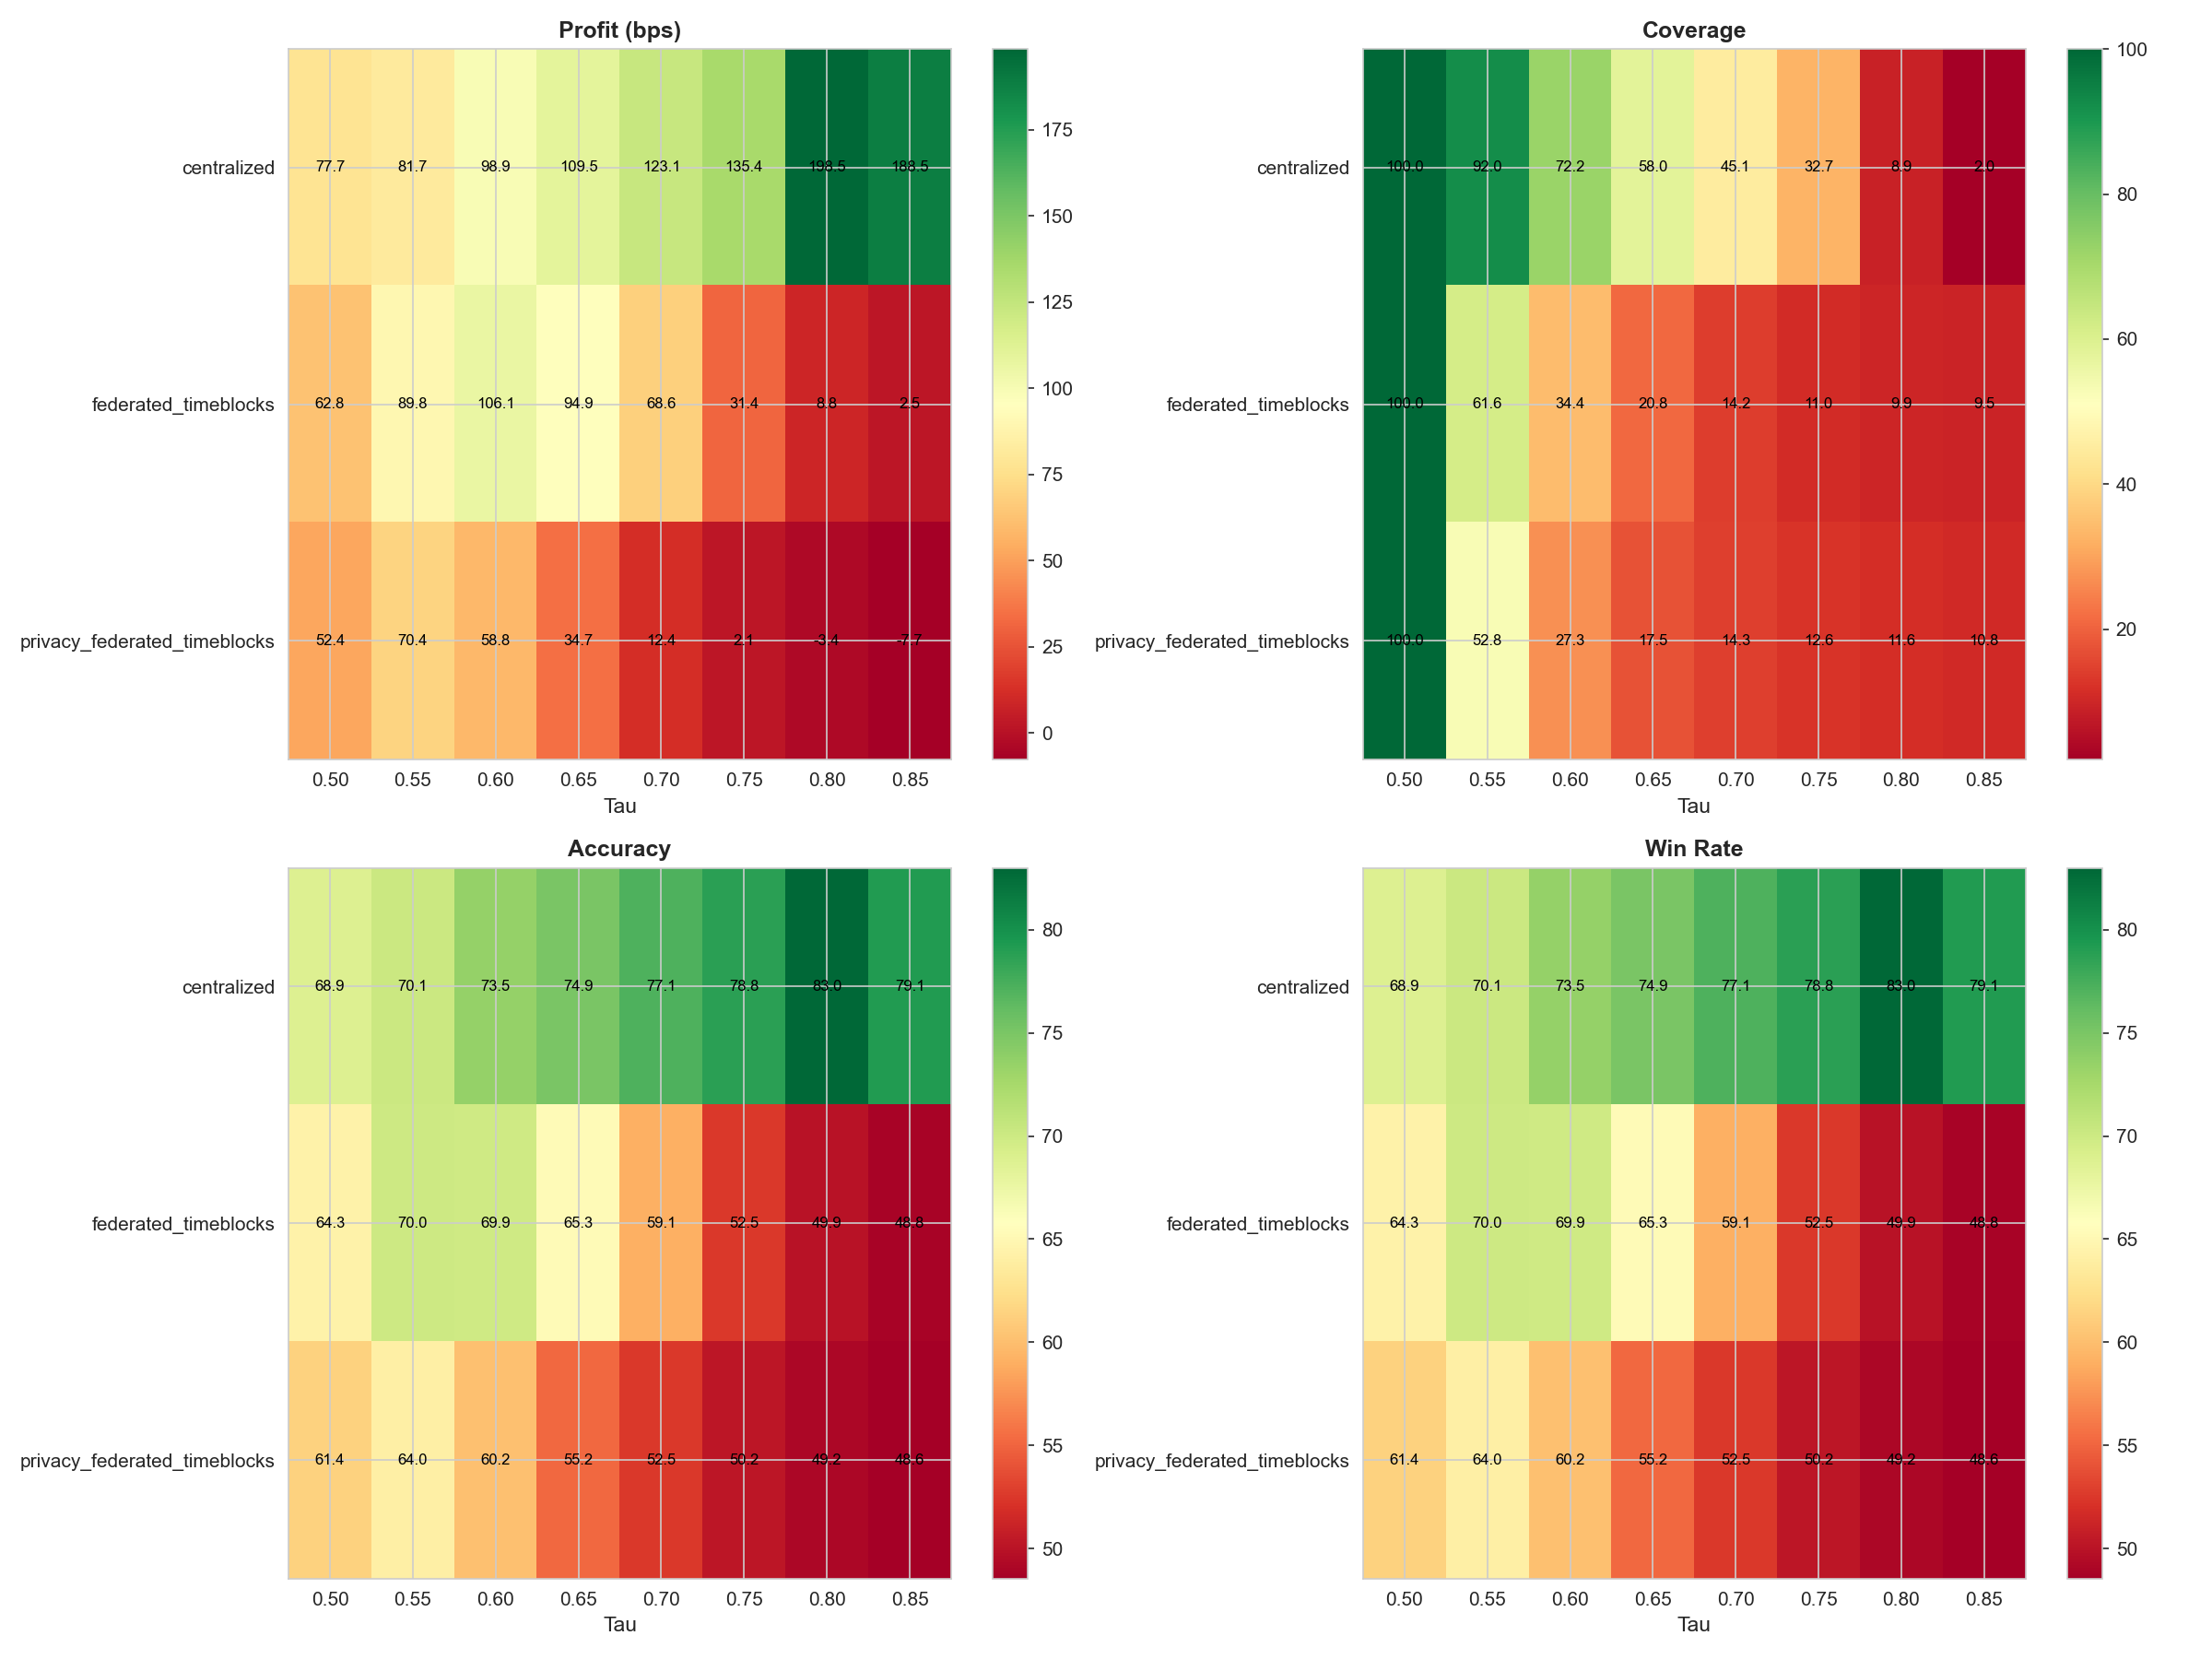 Profit (bps)
centralized 77.7 81.7 98.9 109.5 123.1 135.4 198.5 188.5
federated_timeblocks 62.8 89.8 106.1 94.9 68.6 31.4 8.8 2.5
privacy_federated_timeblocks 52.4 70.4 58.8 34.7 12.4 2.1 -3.4 -7.7
0.50 0.55 0.60 0.65 0.70 0.75 0.80 0.85
Tau
175
150
125
100
75
50
25
0
Coverage
centralized 100.0 92.0 72.2 58.0 45.1 32.7 8.9 2.0
federated_timeblocks 100.0 61.6 34.4 20.8 14.2 11.0 9.9 9.5
privacy_federated_timeblocks 100.0 52.8 27.3 17.5 14.3 12.6 11.6 10.8
0.50 0.55 0.60 0.65 0.70 0.75 0.80 0.85
Tau
100
80
60
40
20
Accuracy
centralized 68.9 70.1 73.5 74.9 77.1 78.8 83.0 79.1
federated_timeblocks 64.3 70.0 69.9 65.3 59.1 52.5 49.9 48.8
privacy_federated_timeblocks 61.4 64.0 60.2 55.2 52.5 50.2 49.2 48.6
0.50 0.55 0.60 0.65 0.70 0.75 0.80 0.85
Tau
80
75
70
65
60
55
50
Win Rate
centralized 68.9 70.1 73.5 74.9 77.1 78.8 83.0 79.1
federated_timeblocks 64.3 70.0 69.9 65.3 59.1 52.5 49.9 48.8
privacy_federated_timeblocks 61.4 64.0 60.2 55.2 52.5 50.2 49.2 48.6
0.50 0.55 0.60 0.65 0.70 0.75 0.80 0.85
Tau
80
75
70
65
60
55
50